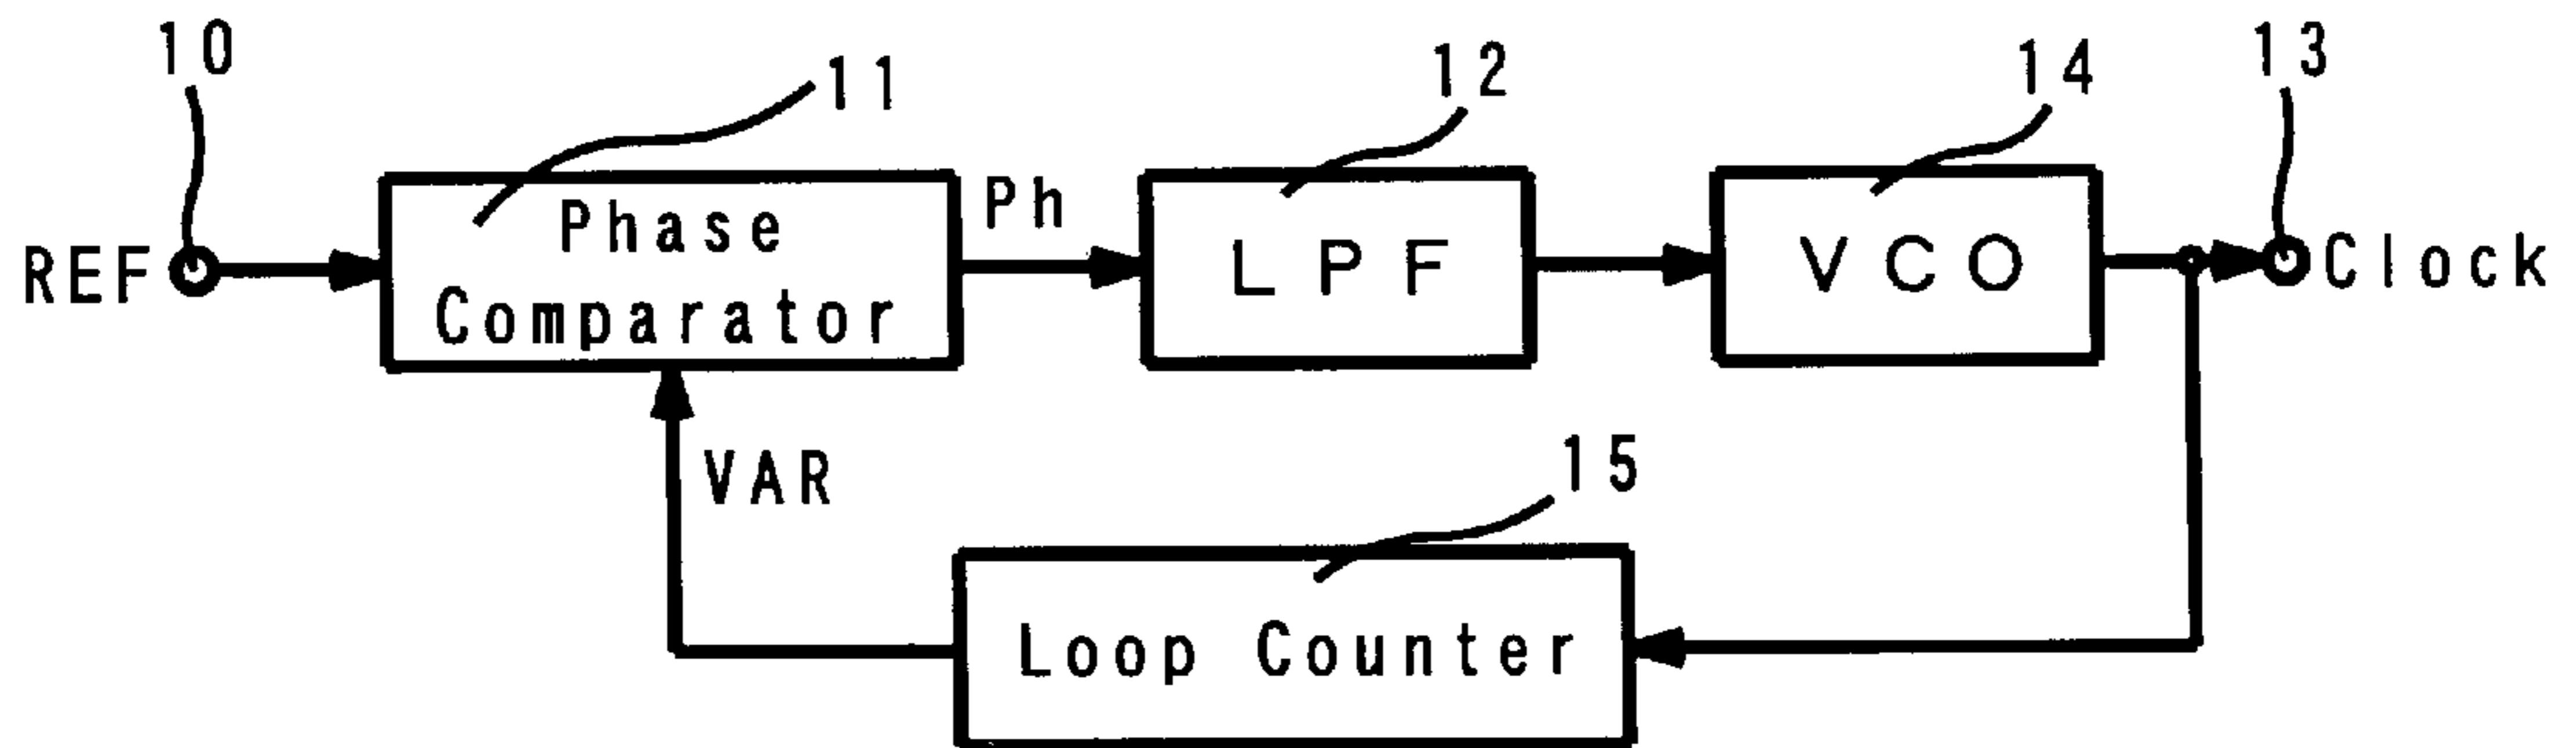 10
11
12
14
13
REF
Phase
Comparator
Ph
LPF
VCO
Clock
VAR
15
Loop Counter